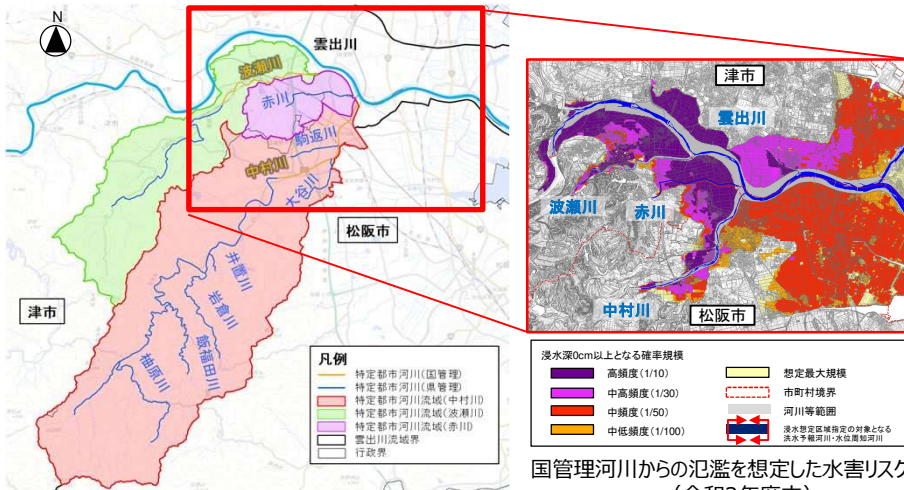 N
雲出川
波瀬川
赤川
駒返川
中村川
大谷川
松阪市
井置川
岩倉川
飯福田川
柚原川
津市
凡例
特定都市河川(国管理)
特定都市河川(県管理)
特定都市河川流域(中村川)
特定都市河川流域(波瀬川)
特定都市河川流域(赤川)
雲出川流域界
行政界
津市
雲出川
波瀬川
赤川
中村川
松阪市
浸水深0cm以上となる確率規模
高頻度(1/10)
中高頻度(1/30)
中頻度(1/50)
中低頻度(1/100)
想定最大規模
市町村境界
河川等範囲
浸水想定区域指定の対象となる
洪水予報河川・水位周知河川
国管理河川からの氾濫を想定した水害リスク